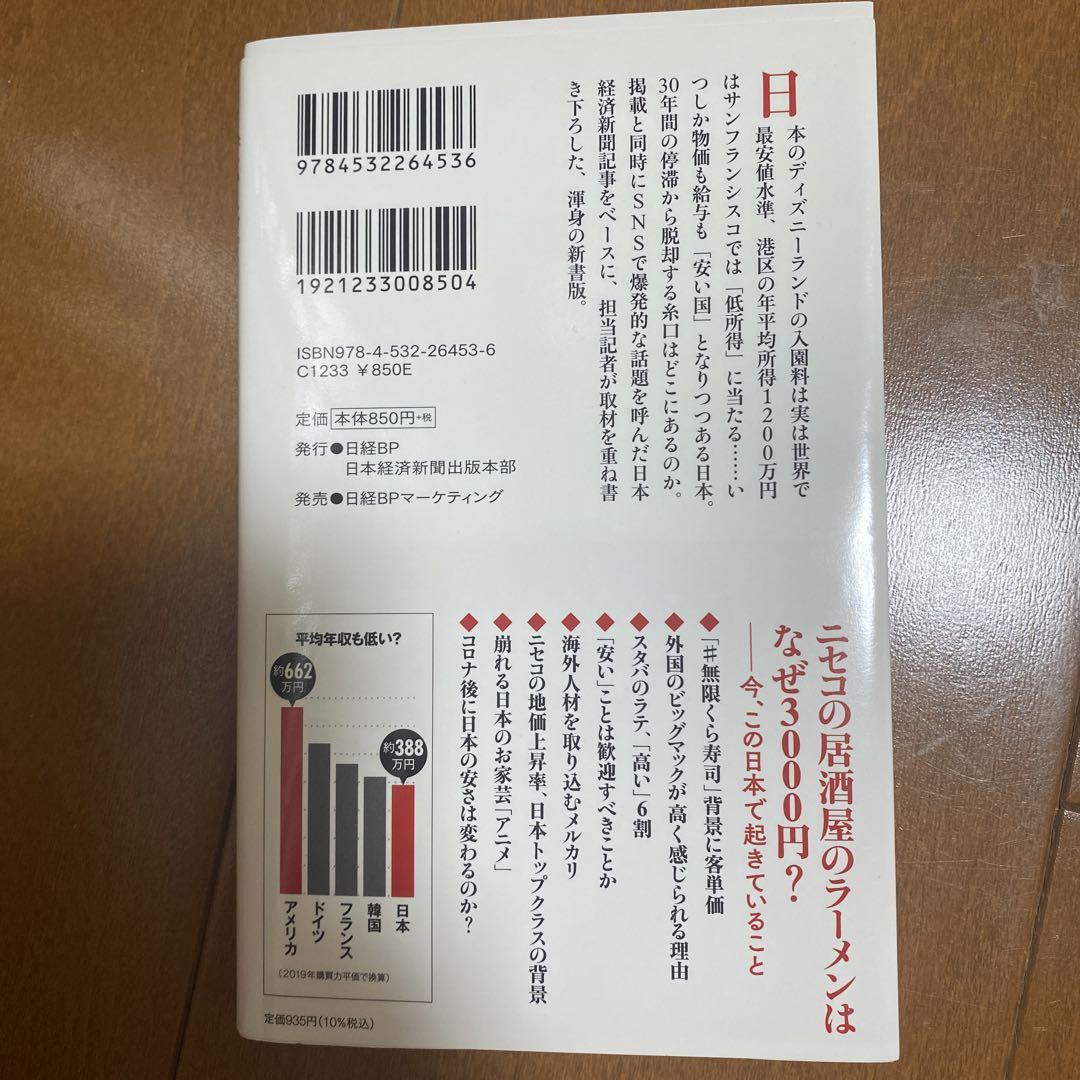 日本のディズニーランドの入園料は実は世界で
最安値水準、港区の年平均所得1200万円
はサンフランシスコでは「低所得」に当たる……い
つしか物価も給与も「安い国」となりつつある日本。
30年間の停滞から脱却する糸口はどこにあるのか。
掲載と同時にSNSで爆発的な話題を呼んだ日本
経済新聞記事をベースに、担当記者が取材を重ね書
き下ろした、渾身の新書版。
9784532264536
1921233008504
ISBN978-4-532-26453-6
C1233 ¥850E
定価 本体850円+税
発行●日経BP
日本経済新聞出版本部
発売●日経BPマーケティング
ニセコの居酒屋のラーメンは
なぜ3000円?
──今、この日本で起きていること
◆「#無限くら寿司」背景に客単価
◆外国のビッグマックが高く感じられる理由
◆スタバのラテ、「高い」6割
◆「安い」ことは歓迎すべきことか
◆海外人材を取り込むメルカリ
◆ニセコの地価上昇率、日本トップクラスの背景
◆崩れる日本のお家芸「アニメ」
◆コロナ後に日本の安さは変わるのか?
平均年収も低い?
約662
万円
約388
万円
日本
韓国
フランス
ドイツ
アメリカ
(2019年購買力平価で換算)
定価935円(10%税込)